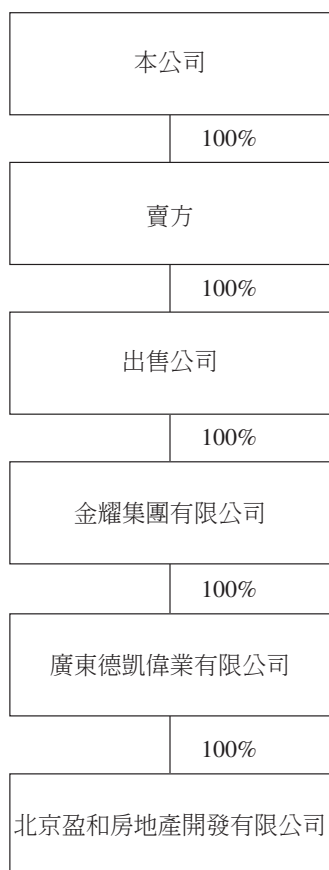 本公司
100%
賣方
100%
出售公司
100%
金耀集團有限公司
100%
廣東德凱偉業有限公司
100%
北京盈和房地產開發有限公司